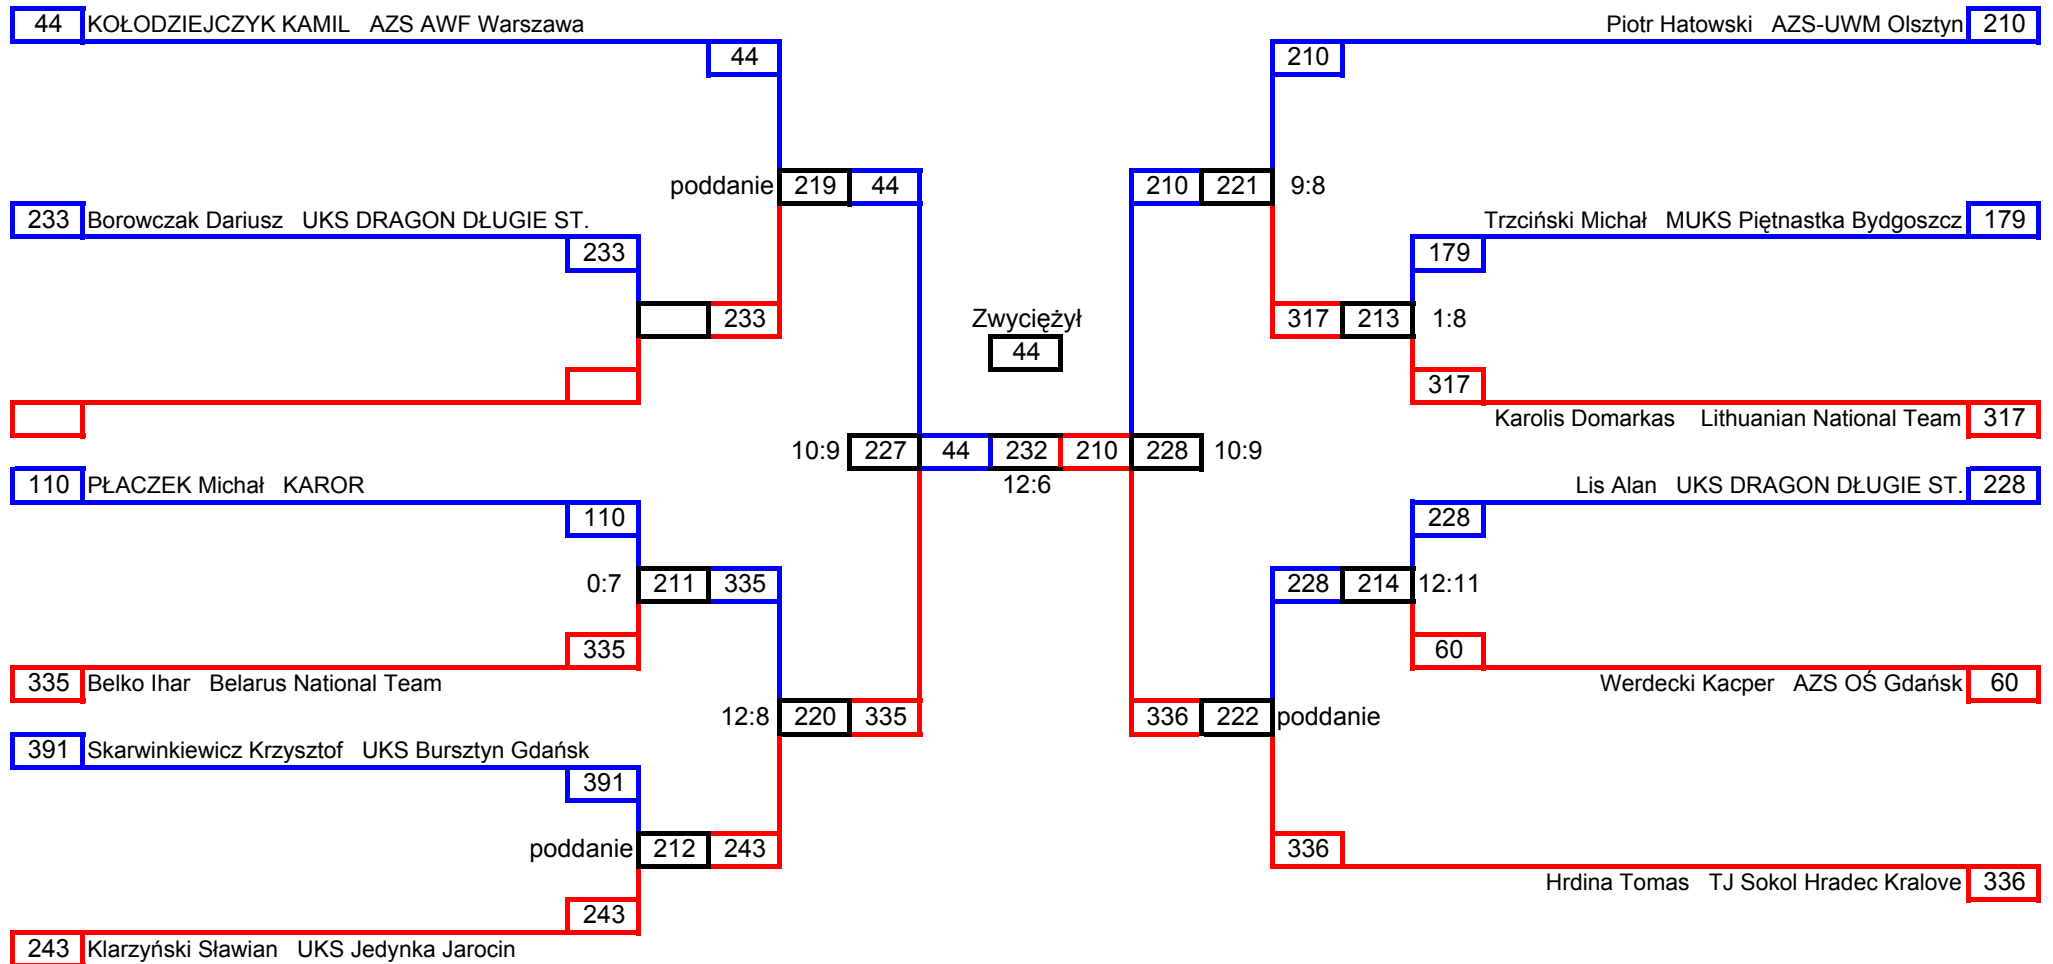 44 KOŁODZIEJCZYK KAMIL AZS AWF Warszawa
Piotr Hatowski AZS-UWM Olsztyn 210
44
210
poddanie 219 44
210 221 9:8
233 Borowczak Dariusz UKS DRAGON DŁUGIE ST.
Trzciński Michał MUKS Piętnastka Bydgoszcz 179
233
179
233
Zwyciężył
317 213 1:8
44
317
Karolis Domarkas Lithuanian National Team 317
10:9 227 44 232 210 228 10:9
12:6
110 PŁACZEK Michał KAROR
Lis Alan UKS DRAGON DŁUGIE ST. 228
110
228
0:7 211 335
228 214 12:11
335
60
335 Belko Ihar Belarus National Team
Werdecki Kacper AZS OŚ Gdańsk 60
12:8 220 335
336 222 poddanie
391 Skarwinkiewicz Krzysztof UKS Bursztyn Gdańsk
391
poddanie 212 243
336
Hrdina Tomas TJ Sokol Hradec Kralove 336
243
243 Klarzyński Sławian UKS Jedynka Jarocin